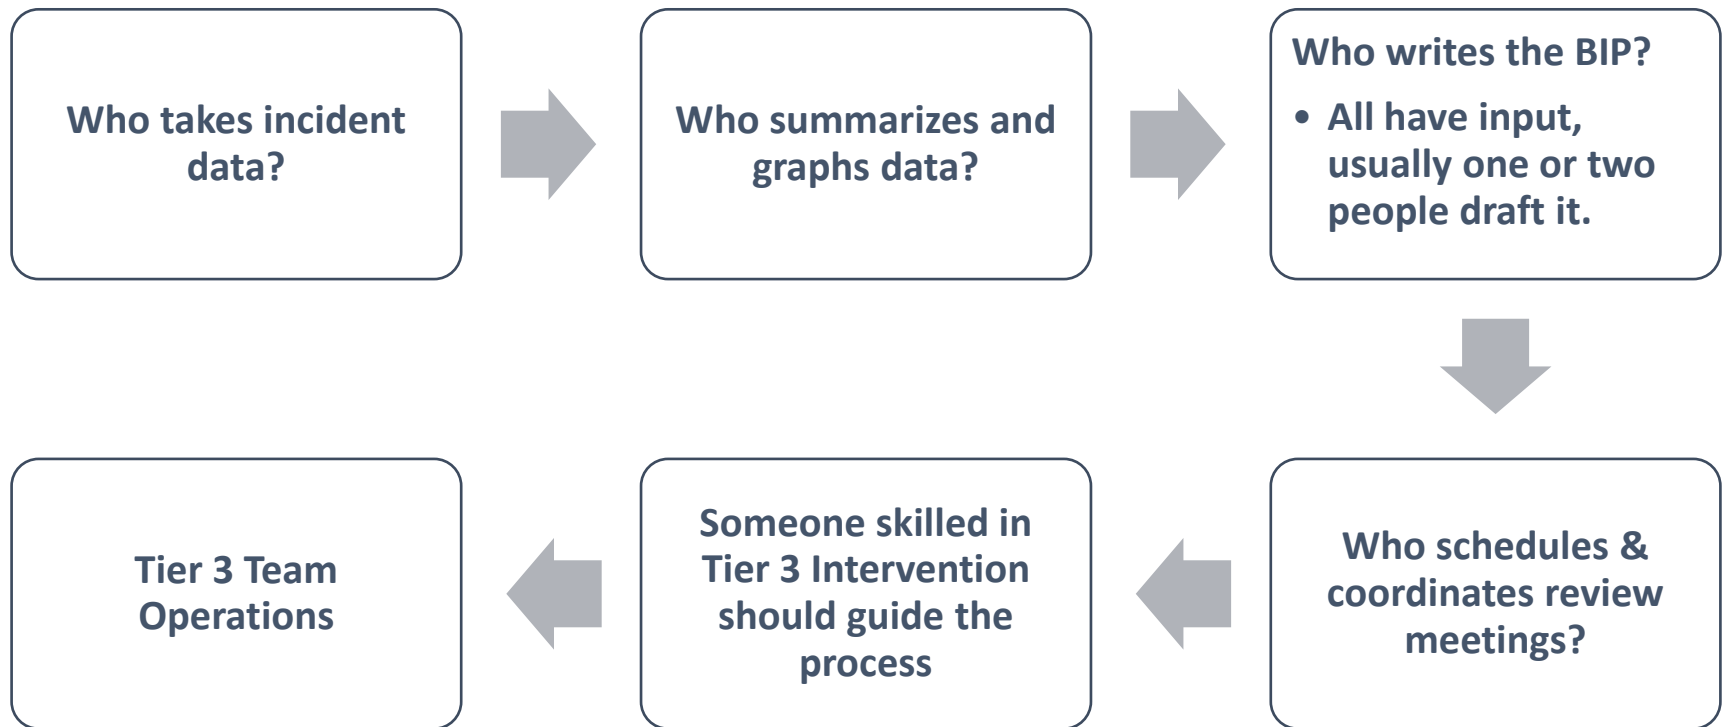 Who takes incident
data?
Who summarizes and
graphs data?
Who writes the BIP?
• All have input,
usually one or two
people draft it.
Who schedules &
coordinates review
meetings?
Someone skilled in
Tier 3 Intervention
should guide the
process
Tier 3 Team
Operations